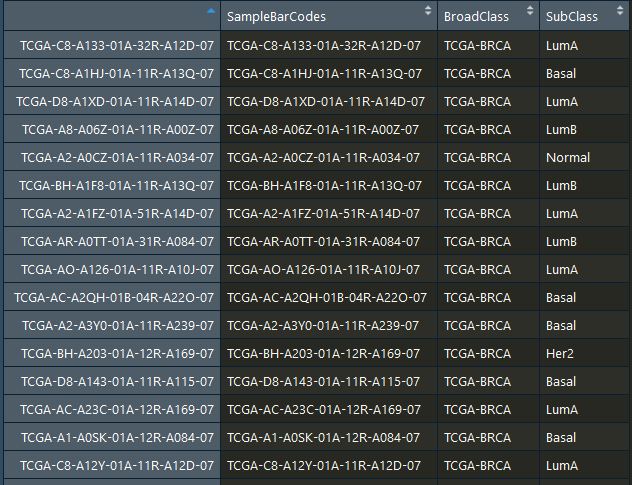 SampleBarCodes BroadClass SubClass
TCGA-C8-A133-01A-32R-A12D-07 TCGA-C8-A133-01A-32R-A12D-07 TCGA-BRCA LumA
TCGA-C8-A1HJ-01A-11R-A13Q-07 TCGA-C8-A1HJ-01A-11R-A13Q-07 TCGA-BRCA Basal
TCGA-D8-A1XD-01A-11R-A14D-07 TCGA-D8-A1XD-01A-11R-A14D-07 TCGA-BRCA LumA
TCGA-A8-A06Z-01A-11R-A00Z-07 TCGA-A8-A06Z-01A-11R-A00Z-07 TCGA-BRCA LumB
TCGA-A2-A0CZ-01A-11R-A034-07 TCGA-A2-A0CZ-01A-11R-A034-07 TCGA-BRCA Normal
TCGA-BH-A1F8-01A-11R-A13Q-07 TCGA-BH-A1F8-01A-11R-A13Q-07 TCGA-BRCA LumB
TCGA-A2-A1FZ-01A-51R-A14D-07 TCGA-A2-A1FZ-01A-51R-A14D-07 TCGA-BRCA LumA
TCGA-AR-A0TT-01A-31R-A084-07 TCGA-AR-A0TT-01A-31R-A084-07 TCGA-BRCA LumB
TCGA-AO-A126-01A-11R-A10J-07 TCGA-AO-A126-01A-11R-A10J-07 TCGA-BRCA LumA
TCGA-AC-A2QH-01B-04R-A22O-07 TCGA-AC-A2QH-01B-04R-A22O-07 TCGA-BRCA Basal
TCGA-A2-A3Y0-01A-11R-A239-07 TCGA-A2-A3Y0-01A-11R-A239-07 TCGA-BRCA Basal
TCGA-BH-A203-01A-12R-A169-07 TCGA-BH-A203-01A-12R-A169-07 TCGA-BRCA Her2
TCGA-D8-A143-01A-11R-A115-07 TCGA-D8-A143-01A-11R-A115-07 TCGA-BRCA Basal
TCGA-AC-A23C-01A-12R-A169-07 TCGA-AC-A23C-01A-12R-A169-07 TCGA-BRCA LumA
TCGA-A1-A0SK-01A-12R-A084-07 TCGA-A1-A0SK-01A-12R-A084-07 TCGA-BRCA Basal
TCGA-C8-A12Y-01A-11R-A12D-07 TCGA-C8-A12Y-01A-11R-A12D-07 TCGA-BRCA LumA